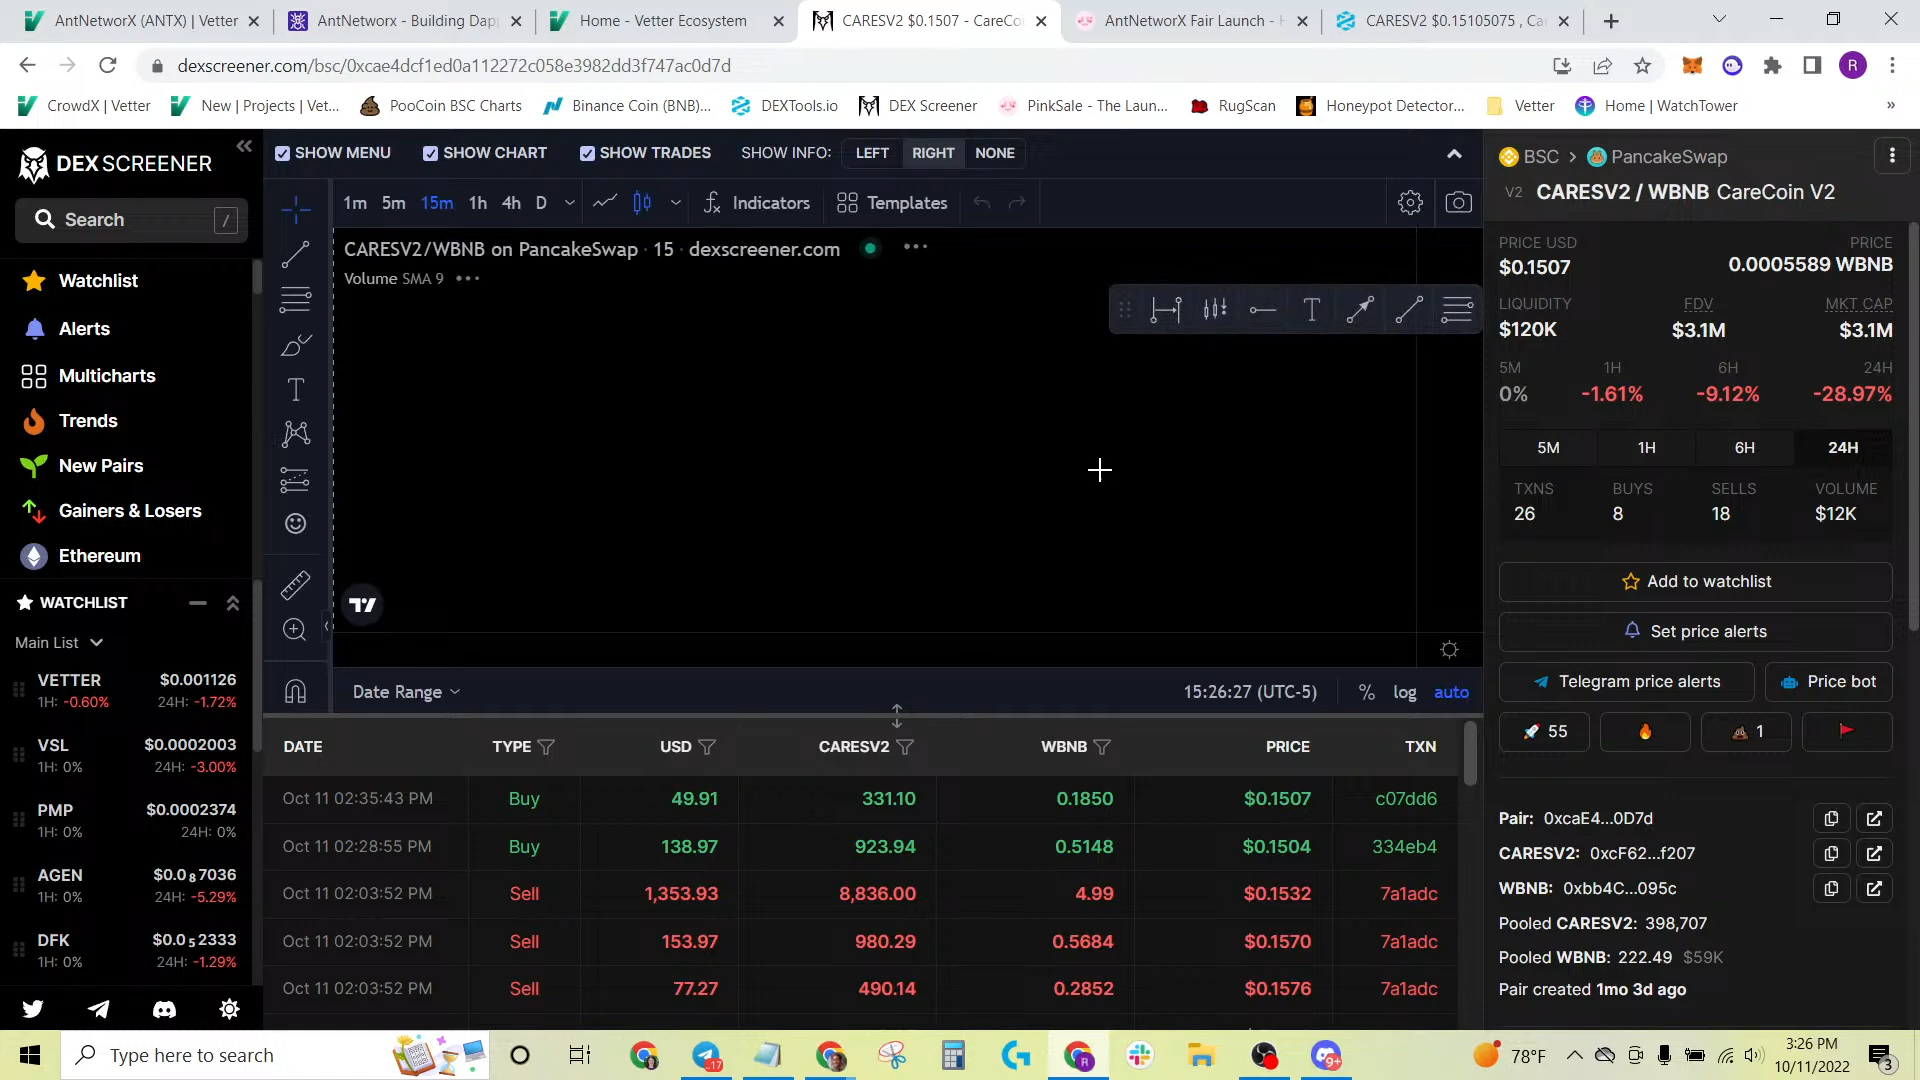 AntNetworX (ANTX) | Vetter
AntNetworx - Building Dap
Home - Vetter Ecosystem
CARESV2 $0.1507 - CareCoi
AntNetworX Fair Launch -
CARESV2 $0.15105075 , Ca
dexscreener.com/bsc/0xcae4dcf1ed0a112272c058e3982dd3f747ac0d7d
R
CrowdX | Vetter
New | Projects | Vet...
PooCoin BSC Charts
Binance Coin (BNB)...
DEXTools.io
DEX Screener
PinkSale - The Laun...
RugScan
Honeypot Detector...
Vetter
Home | WatchTower
»
DEX SCREENER
SHOW MENU
SHOW CHART
SHOW TRADES
SHOW INFO:
LEFT
RIGHT
NONE
Search
/
Watchlist
Alerts
Multicharts
Trends
New Pairs
Gainers & Losers
Ethereum
WATCHLIST
Main List
VETTER $0.001126
1H: -0.60% 24H: -1.72%
VSL $0.0002003
1H: 0% 24H: -3.00%
PMP $0.0002374
1H: 0% 24H: 0%
AGEN $0.0₈7036
1H: 0% 24H: -5.29%
DFK $0.0₅2333
1H: 0% 24H: -1.29%
1m 5m 15m 1h 4h D
Indicators
Templates
CARESV2/WBNB on PancakeSwap · 15 · dexscreener.com
Volume SMA 9
T
Date Range
15:26:27 (UTC-5)
% log auto
DATE TYPE USD CARESV2 WBNB PRICE TXN
Oct 11 02:35:43 PM Buy 49.91 331.10 0.1850 $0.1507 c07dd6
Oct 11 02:28:55 PM Buy 138.97 923.94 0.5148 $0.1504 334eb4
Oct 11 02:03:52 PM Sell 1,353.93 8,836.00 4.99 $0.1532 7a1adc
Oct 11 02:03:52 PM Sell 153.97 980.29 0.5684 $0.1570 7a1adc
Oct 11 02:03:52 PM Sell 77.27 490.14 0.2852 $0.1576 7a1adc
BSC > PancakeSwap
V2 CARESV2 / WBNB CareCoin V2
PRICE USD PRICE
$0.1507 0.0005589 WBNB
LIQUIDITY FDV MKT CAP
$120K $3.1M $3.1M
5M 1H 6H 24H
0% -1.61% -9.12% -28.97%
5M 1H 6H 24H
TXNS BUYS SELLS VOLUME
26 8 18 $12K
Add to watchlist
Set price alerts
Telegram price alerts
Price bot
55
1
Pair: 0xcaE4...0D7d
CARESV2: 0xcF62...f207
WBNB: 0xbb4C...095c
Pooled CARESV2: 398,707
Pooled WBNB: 222.49 $59K
Pair created 1mo 3d ago
Type here to search
17
9+
78°F
3:26 PM
10/11/2022
3